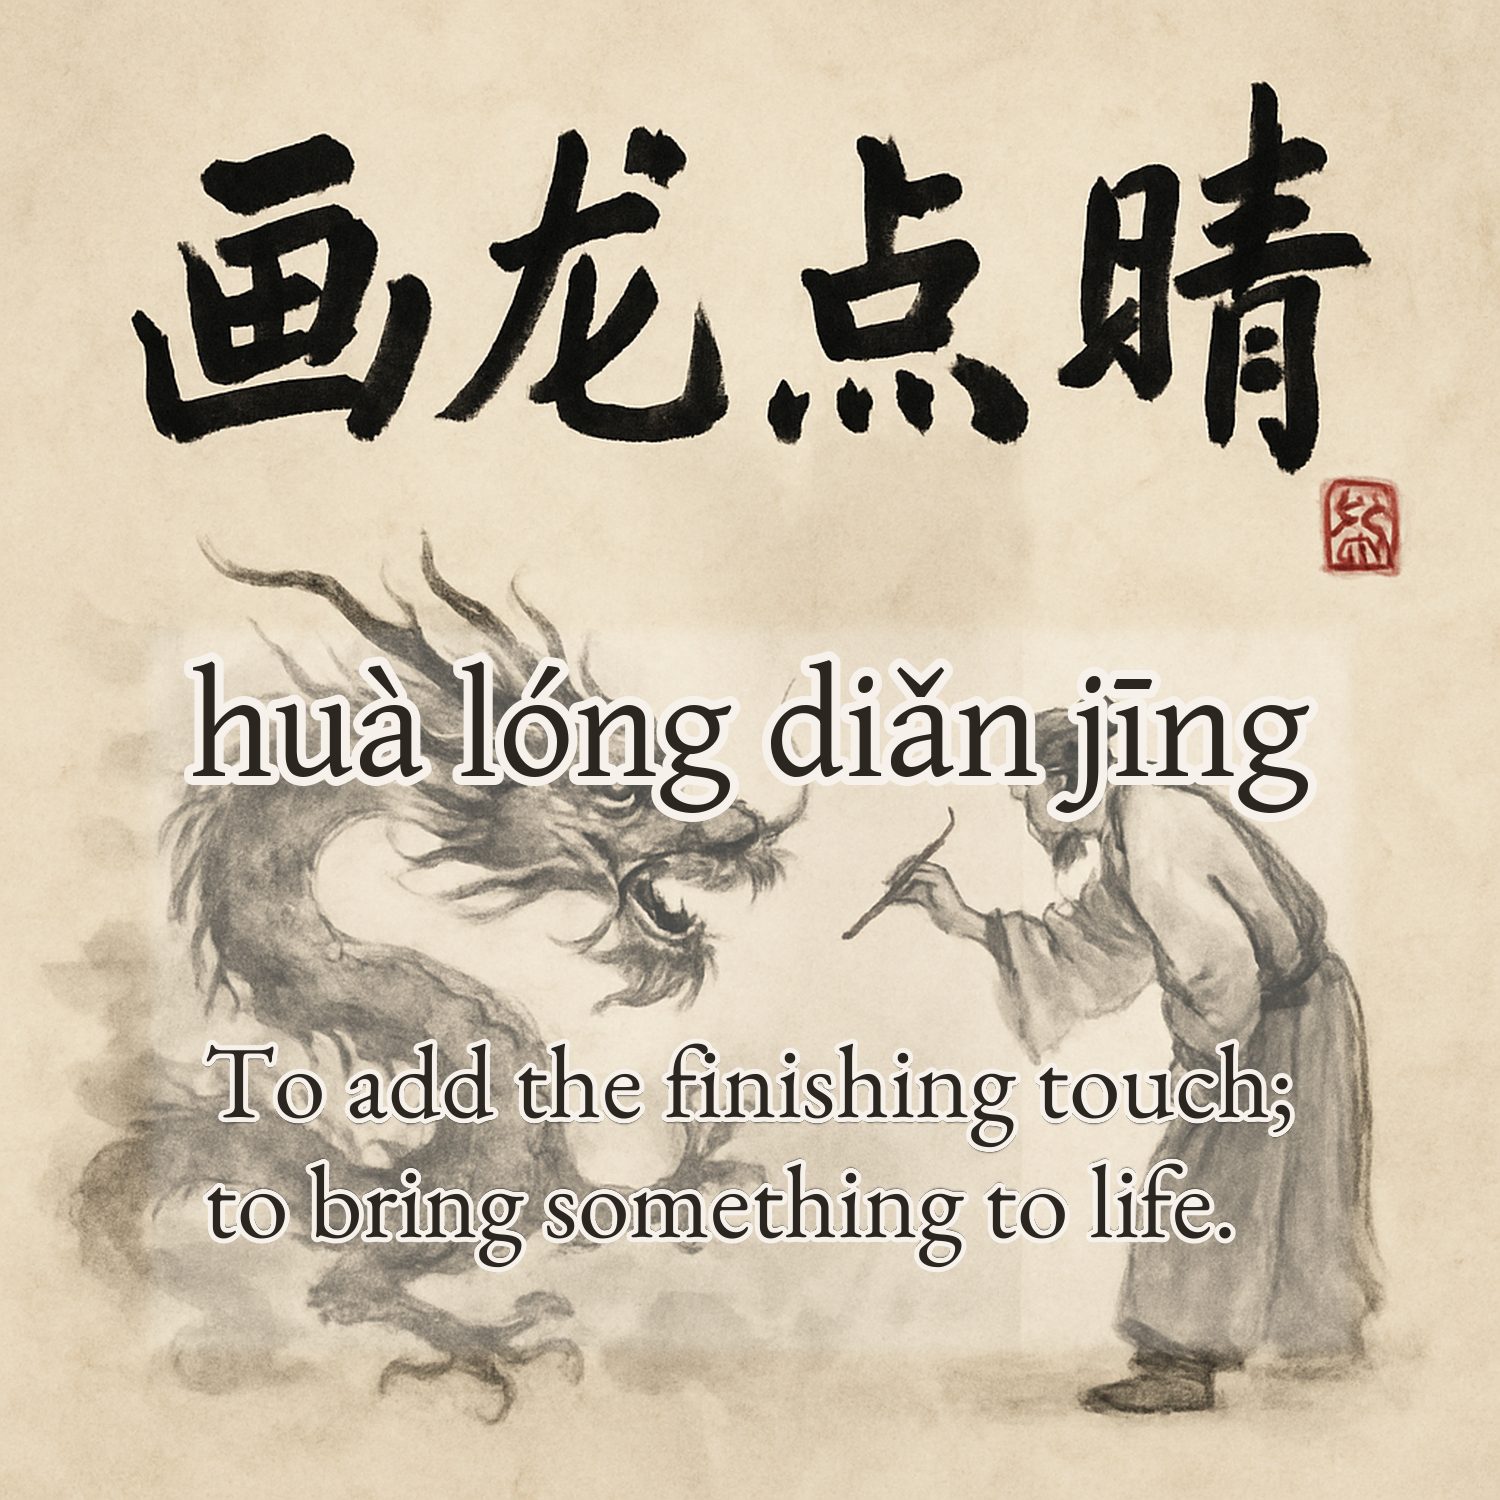 画龙点睛
huà lóng diǎn jīng
To add the finishing touch;
to bring something to life.